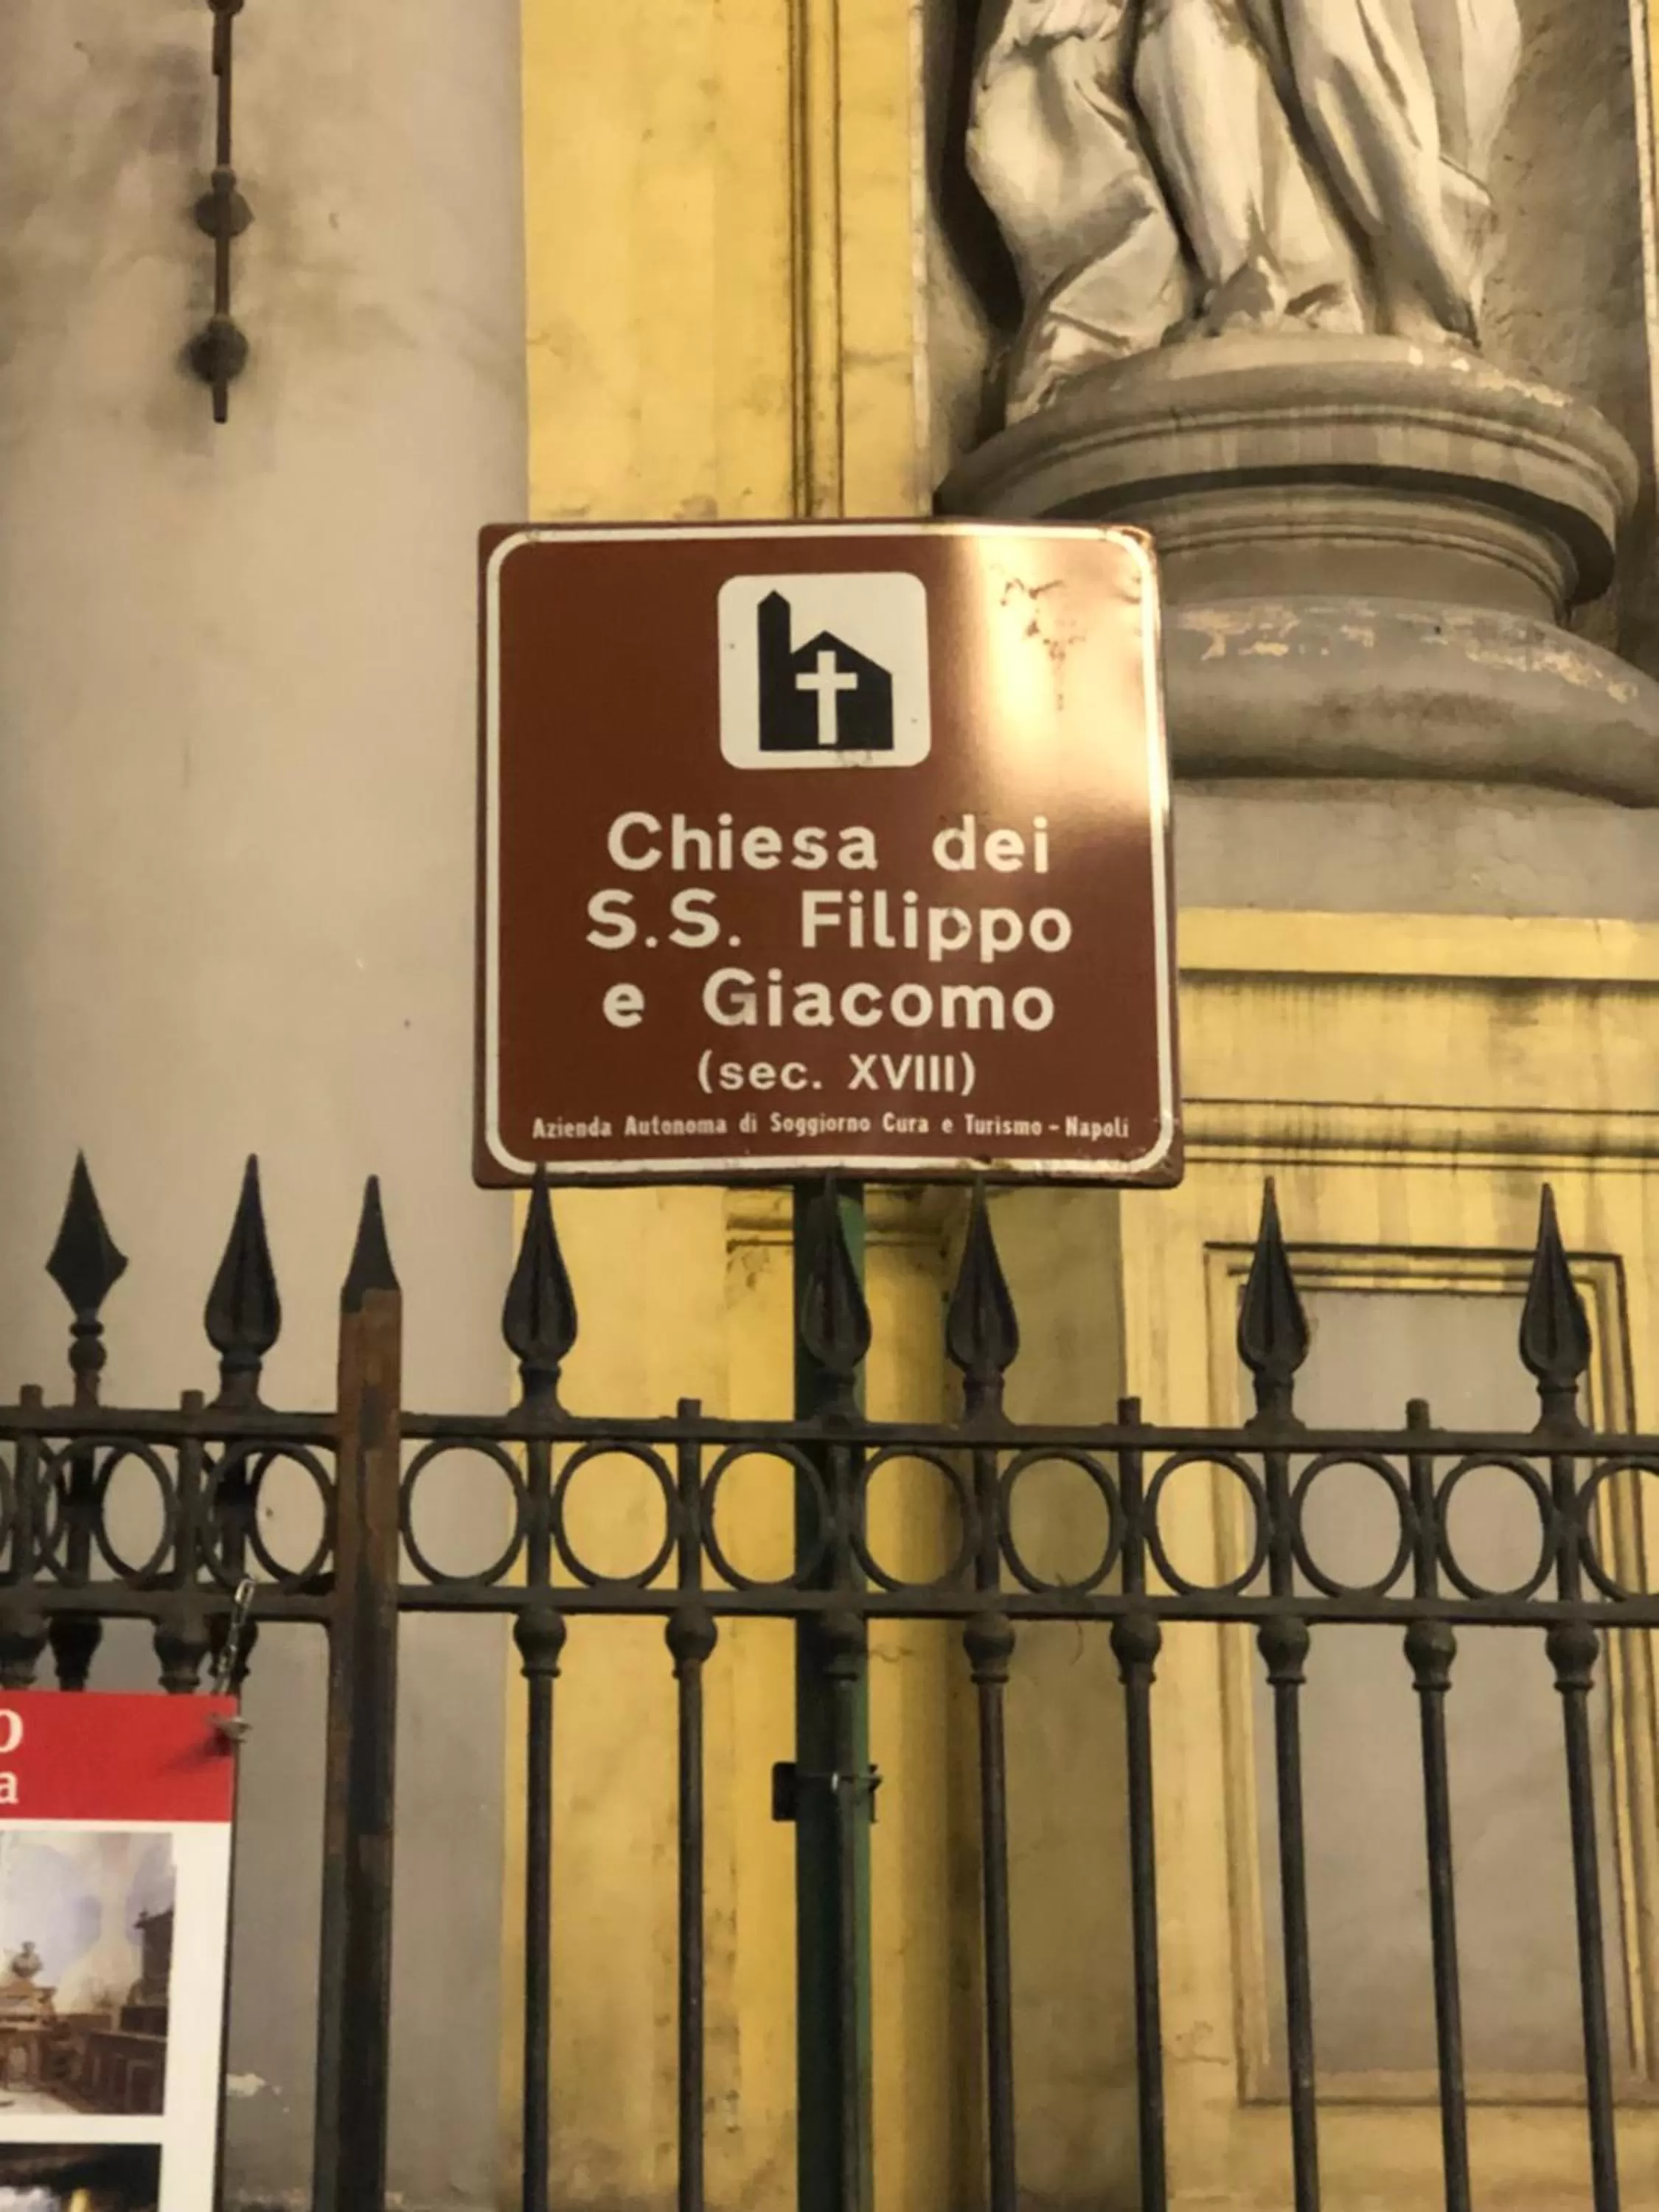 Chiesa dei
S.S. Filippo
e Giacomo
(sec. XVIII)
Azienda Autonoma di Soggiorno Cura e Turismo - Napoli
o
a